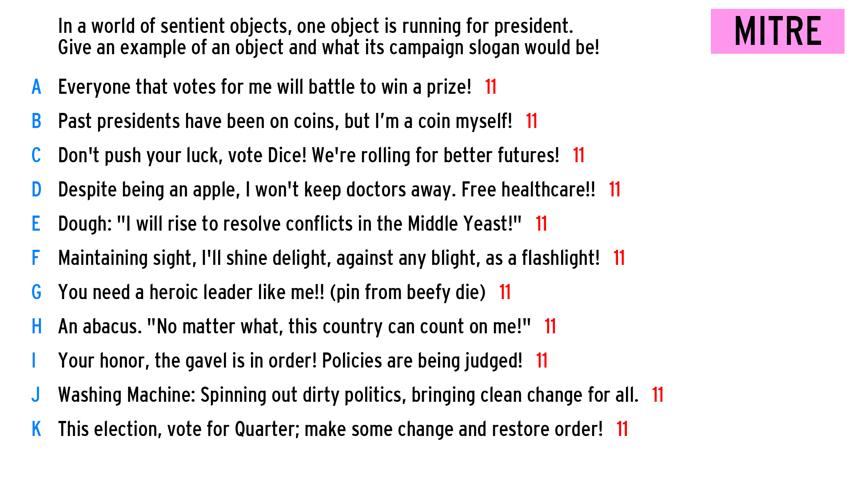 In a world of sentient objects, one object is running for president.
Give an example of an object and what its campaign slogan would be!
MITRE
A Everyone that votes for me will battle to win a prize! 11
B Past presidents have been on coins, but I'm a coin myself! 11
C Don't push your luck, vote Dice! We're rolling for better futures! 11
D Despite being an apple, I won't keep doctors away. Free healthcare!! 11
E Dough: "I will rise to resolve conflicts in the Middle Yeast!" 11
F Maintaining sight, I'll shine delight, against any blight, as a flashlight! 11
G You need a heroic leader like me!! (pin from beefy die) 11
H An abacus. "No matter what, this country can count on me!" 11
I Your honor, the gavel is in order! Policies are being judged! 11
J Washing Machine: Spinning out dirty politics, bringing clean change for all. 11
K This election, vote for Quarter; make some change and restore order! 11